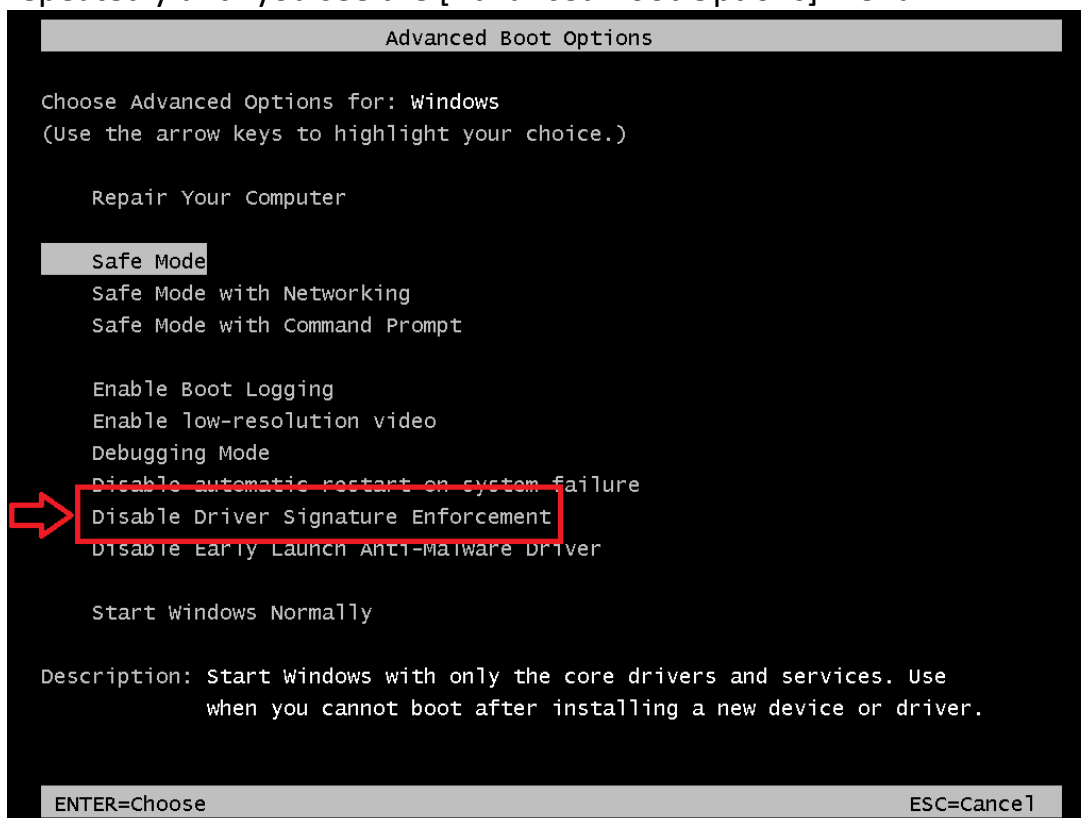 Advanced Boot Options
Choose Advanced Options for: Windows
(Use the arrow keys to highlight your choice.)
Repair Your Computer
Safe Mode
Safe Mode with Networking
Safe Mode with Command Prompt
Enable Boot Logging
Enable low-resolution video
Debugging Mode
Disable automatic restart on system failure
Disable Driver Signature Enforcement
Disable Early Launch Anti-Malware Driver
Start Windows Normally
Description: Start Windows with only the core drivers and services. Use
when you cannot boot after installing a new device or driver.
ENTER=Choose ESC=Cancel